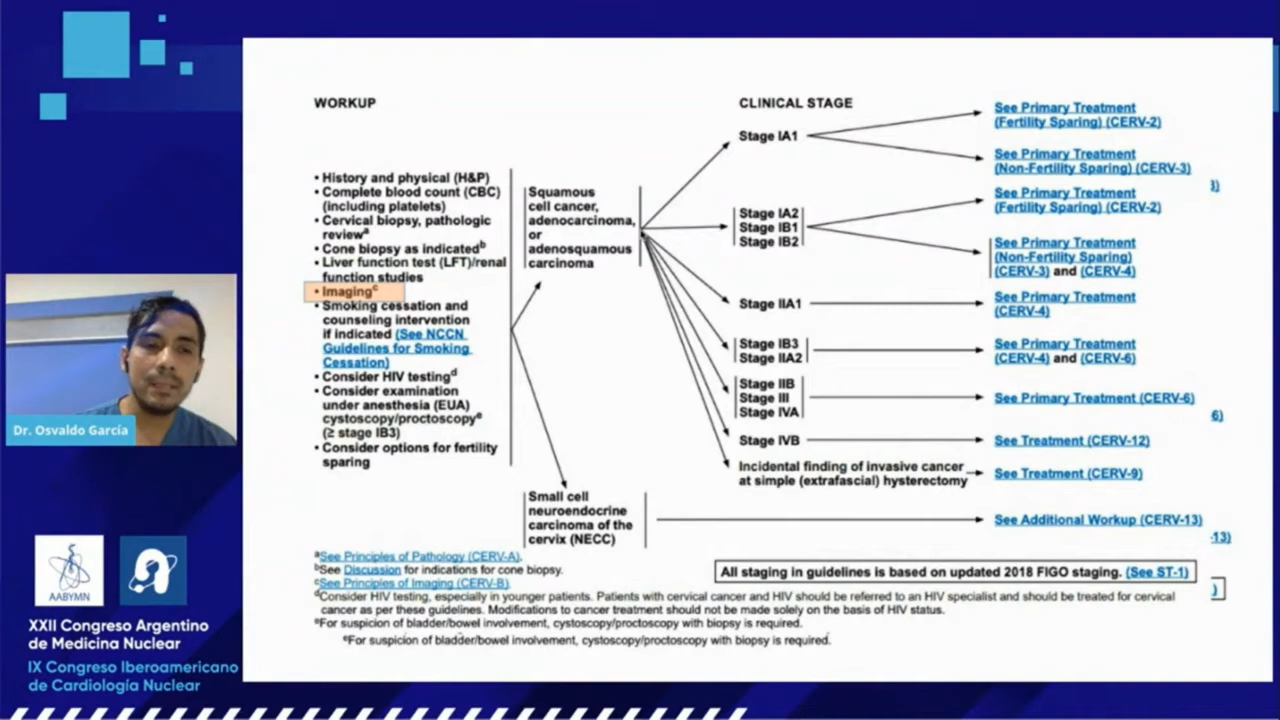 WORKUP
• History and physical (H&P)
• Complete blood count (CBC)
(including platelets)
• Cervical biopsy, pathologic
reviewa
• Cone biopsy as indicatedb
• Liver function test (LFT)/renal
function studies
• Imagingc
• Smoking cessation and
counseling intervention
if indicated (See NCCN
Guidelines for Smoking
Cessation)
• Consider HIV testingd
• Consider examination
under anesthesia (EUA)
cystoscopy/proctoscopye
(≥ stage IB3)
• Consider options for fertility
sparing
Squamous
cell cancer,
adenocarcinoma,
or
adenosquamous
carcinoma
Small cell
neuroendocrine
carcinoma of the
cervix (NECC)
CLINICAL STAGE
Stage IA1
Stage IA2
Stage IB1
Stage IB2
Stage IIA1
Stage IB3
Stage IIA2
Stage IIB
Stage III
Stage IVA
Stage IVB
Incidental finding of invasive cancer
at simple (extrafascial) hysterectomy
See Primary Treatment
(Fertility Sparing) (CERV-2)
See Primary Treatment
(Non-Fertility Sparing) (CERV-3)
3)
See Primary Treatment
(Fertility Sparing) (CERV-2)
See Primary Treatment
(Non-Fertility Sparing)
(CERV-3) and (CERV-4)
See Primary Treatment
(CERV-4)
See Primary Treatment
(CERV-4) and (CERV-6)
See Primary Treatment (CERV-6)
6)
See Treatment (CERV-12)
See Treatment (CERV-9)
See Additional Workup (CERV-13)
-13)
aSee Principles of Pathology (CERV-A).
bSee Discussion for indications for cone biopsy.
cSee Principles of Imaging (CERV-B).
All staging in guidelines is based on updated 2018 FIGO staging. (See ST-1)
)
dConsider HIV testing, especially in younger patients. Patients with cervical cancer and HIV should be referred to an HIV specialist and should be treated for cervical
cancer as per these guidelines. Modifications to cancer treatment should not be made solely on the basis of HIV status.
eFor suspicion of bladder/bowel involvement, cystoscopy/proctoscopy with biopsy is required.
eFor suspicion of bladder/bowel involvement, cystoscopy/proctoscopy with biopsy is required.
Dr. Osvaldo García
AABYMN
XXII Congreso Argentino
de Medicina Nuclear
IX Congreso Iberoamericano
de Cardiología Nuclear